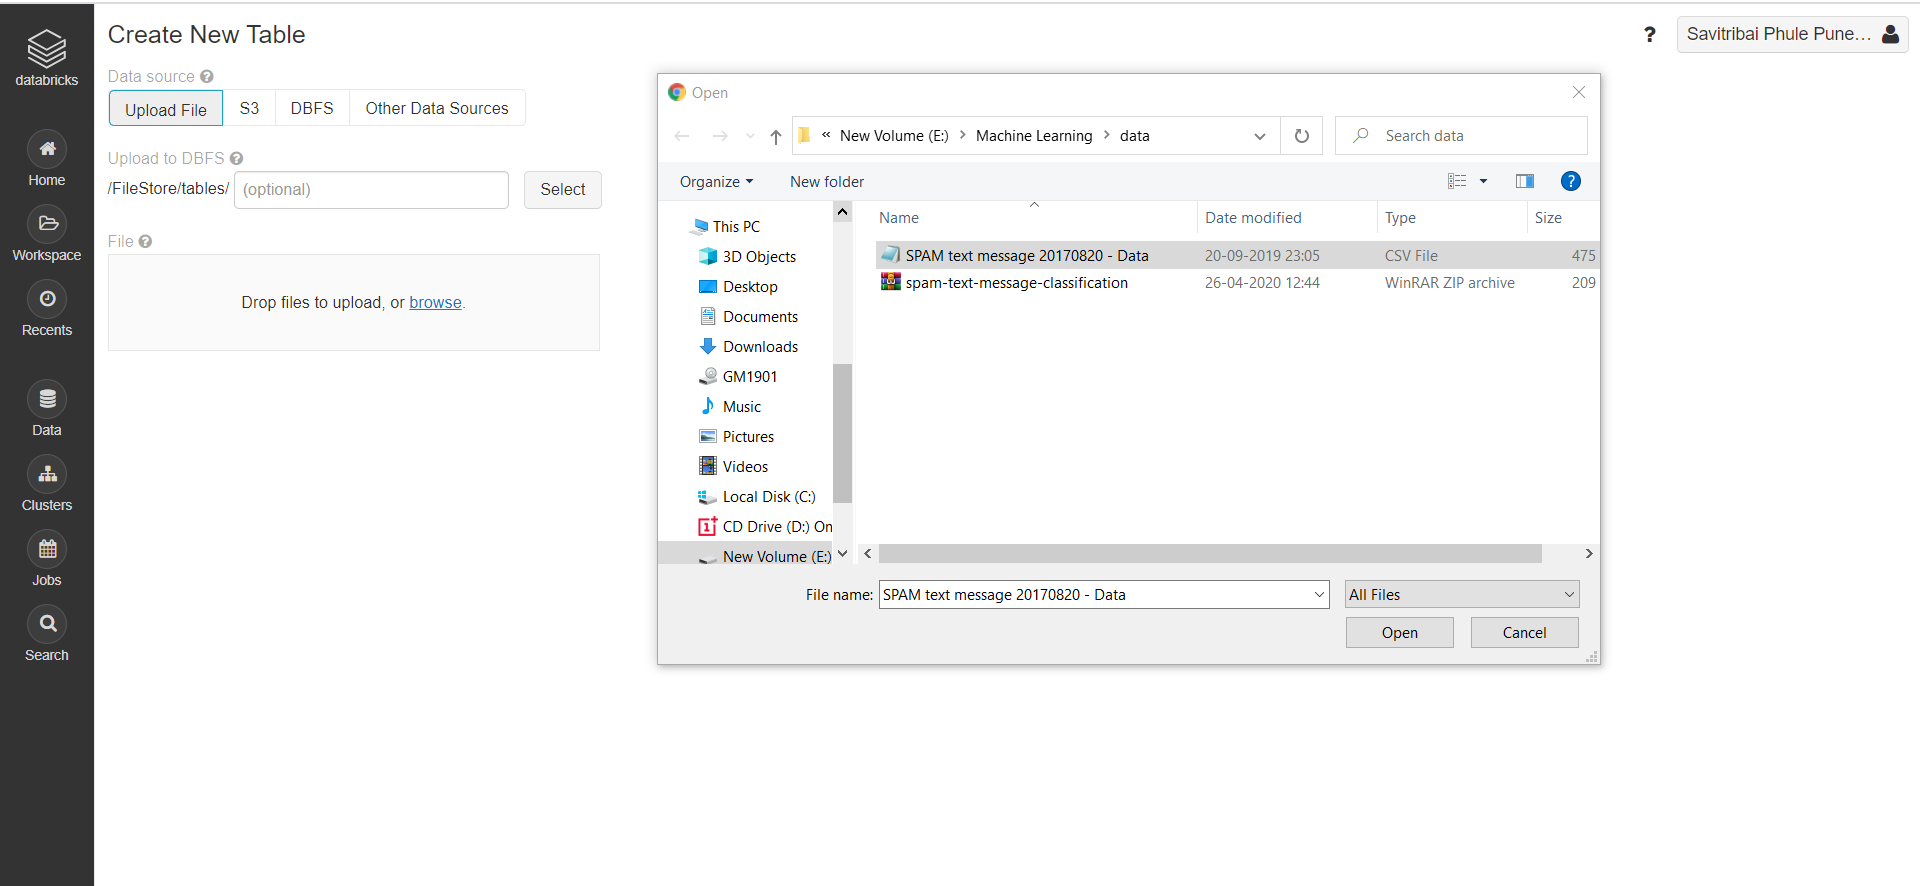 databricks
Home
Workspace
Recents
Data
Clusters
Jobs
Search
Create New Table
Data source ?
Upload File S3 DBFS Other Data Sources
Upload to DBFS ?
/FileStore/tables/ (optional) Select
File ?
Drop files to upload, or browse.
? Savitribai Phule Pune...
Open
« New Volume (E:) > Machine Learning > data
Search data
Organize New folder ?
This PC
3D Objects
Desktop
Documents
Downloads
GM1901
Music
Pictures
Videos
Local Disk (C:)
CD Drive (D:) On
New Volume (E:)
Name Date modified Type Size
SPAM text message 20170820 - Data 20-09-2019 23:05 CSV File 475
spam-text-message-classification 26-04-2020 12:44 WinRAR ZIP archive 209
File name: SPAM text message 20170820 - Data All Files
Open Cancel